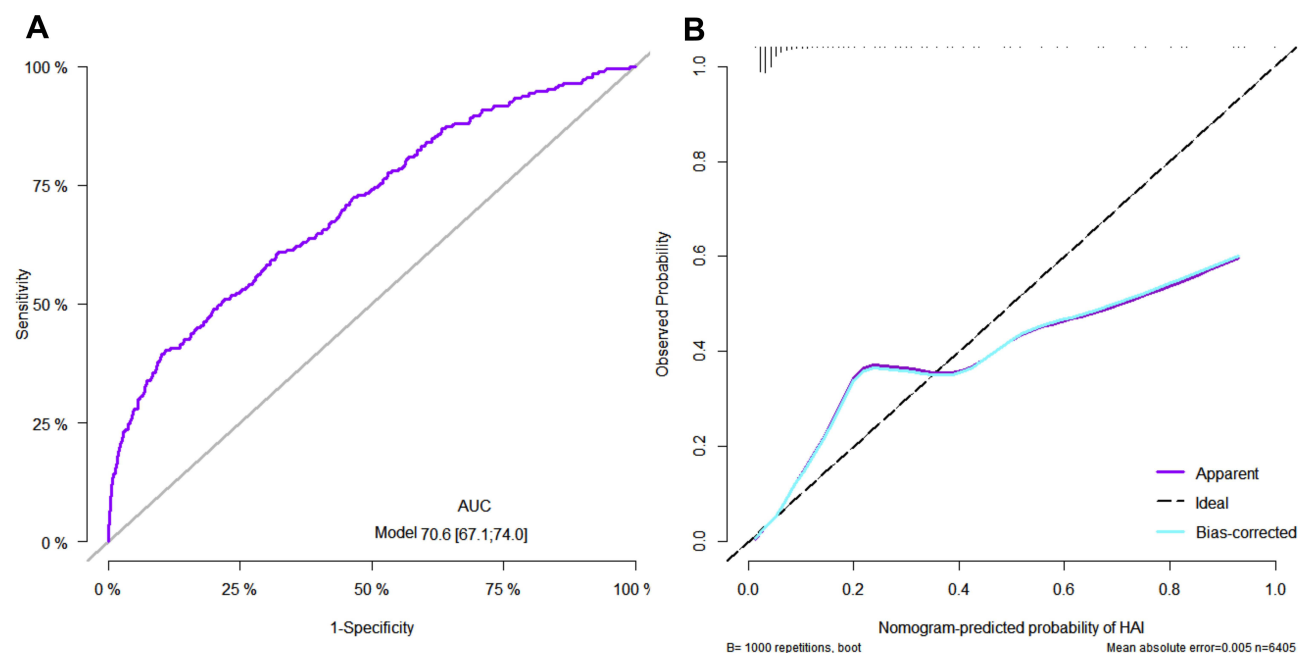 A
100 %
75 %
50 %
25 %
0 %
Sensitivity
AUC
Model 70.6 [67.1;74.0]
0 %
25 %
50 %
75 %
100 %
1-Specificity
B
1.0
0.8
0.6
0.4
0.2
0.0
Observed Probability
Apparent
Ideal
Bias-corrected
0.0
0.2
0.4
0.6
0.8
1.0
Nomogram-predicted probability of HAI
B= 1000 repetitions, boot
Mean absolute error=0.005 n=6405